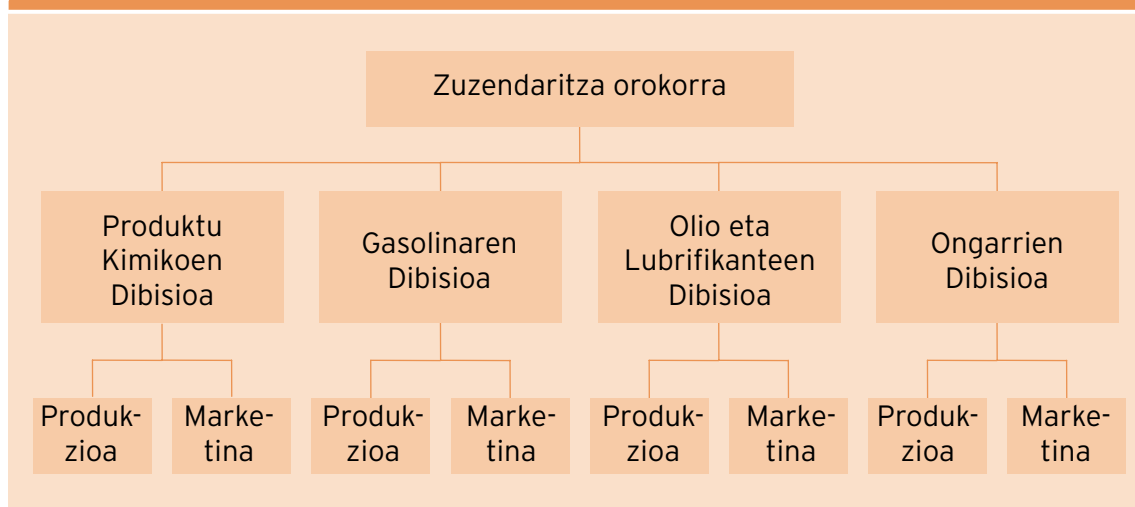 Zuzendaritza orokorra
Produktu
Kimikoen
Dibisioa
Gasolinaren
Dibisioa
Olio eta
Lubrifikanteen
Dibisioa
Ongarrien
Dibisioa
Produk-
zioa
Marke-
tina
Produk-
zioa
Marke-
tina
Produk-
zioa
Marke-
tina
Produk-
zioa
Marke-
tina